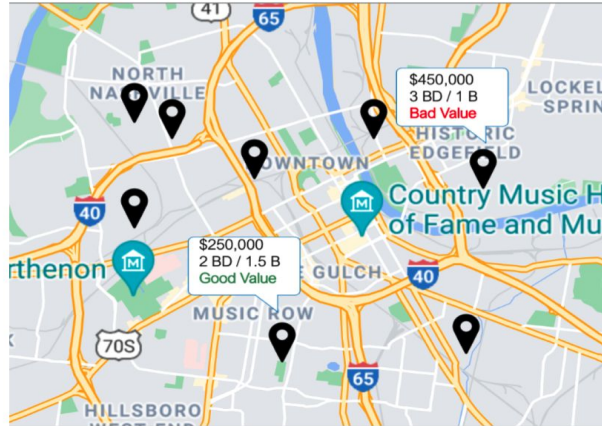 41
65
NORTH
NASHVILLE
$450,000
3 BD / 1 B
Bad Value
HISTORIC
EDGEFIELD
LOCKEL
SPRIN
OWNTOWN
40
Country Music H
of Fame and Mu
rthenon
$250,000
2 BD / 1.5 B
Good Value
E GULCH
40
MUSIC ROW
70S
65
HILLSBORO
WEST END